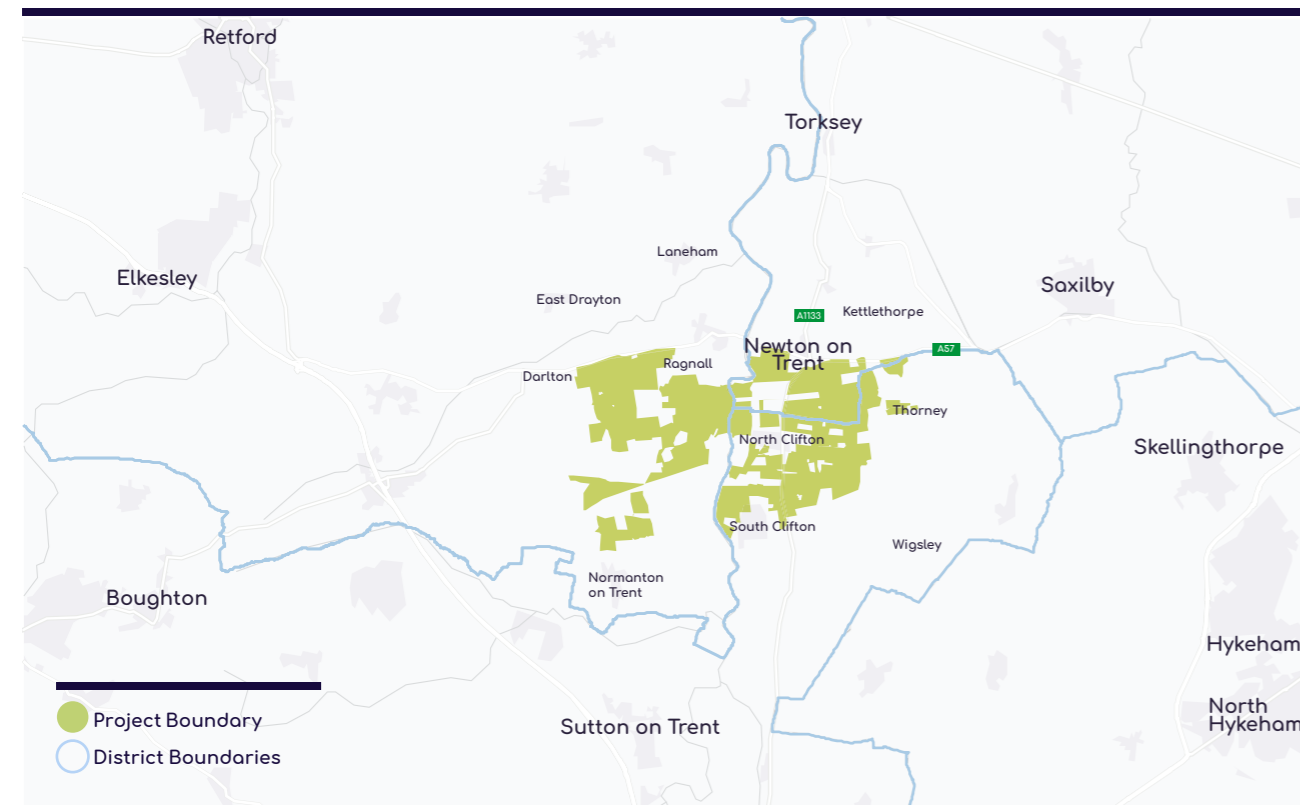 Retford
Torksey
Laneham
Elkesley
Saxilby
East Drayton
A1133
Kettlethorpe
Newton on
Trent
A57
Ragnall
Darlton
Thorney
North Clifton
Skellingthorpe
South Clifton
Wigsley
Normanton
on Trent
Boughton
Hykeham
North
Hykeham
Sutton on Trent
Project Boundary
District Boundaries